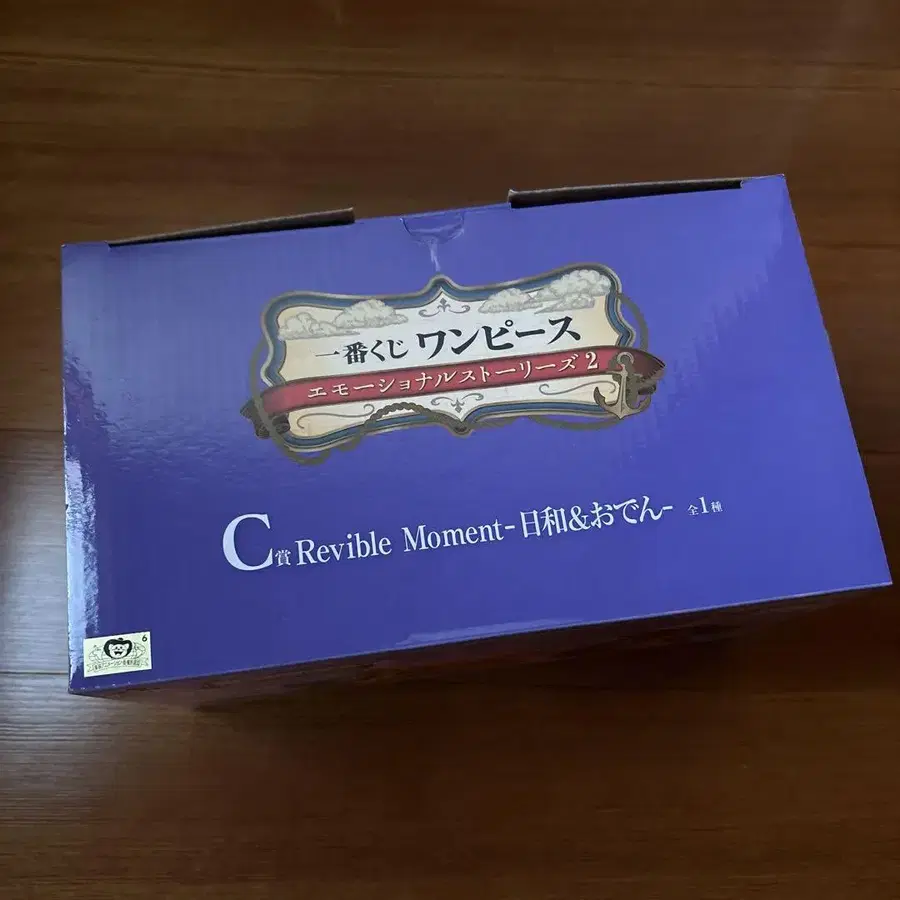 一番くじ ワンピース
エモーショナルストーリーズ2
C賞 Revible Moment-日和&おでん- 全1種
6